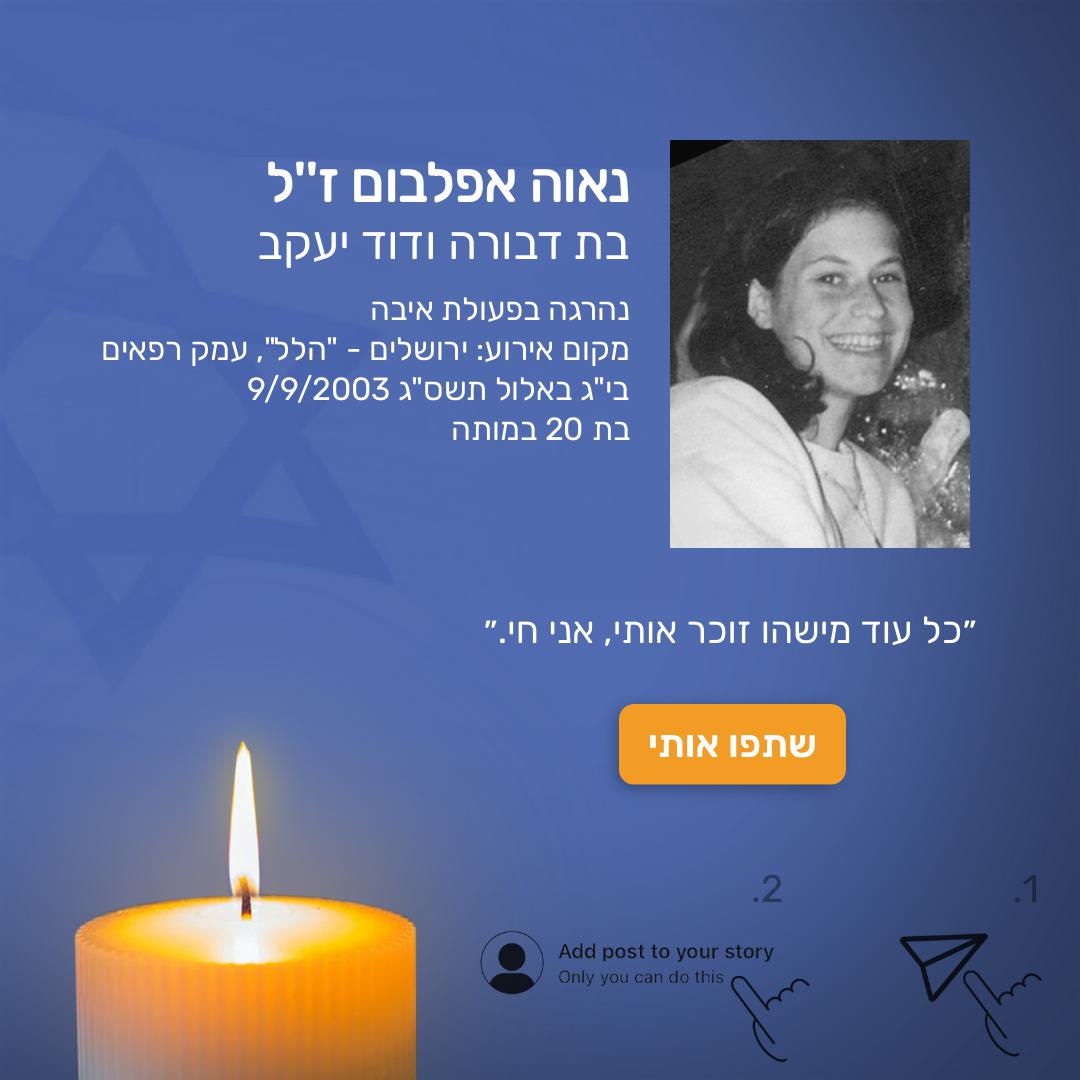 נאוה אפלבום ז"ל
בת דבורה ודוד יעקב
נהרגה בפעולת איבה
מקום אירוע: ירושלים - "הלל", עמק רפאים
בי"ג באלול תשס"ג 9/9/2003
בת 20 במותה
״כל עוד מישהו זוכר אותי, אני חי.״
שתפו אותי
1.
2.
Add post to your story
Only you can do this